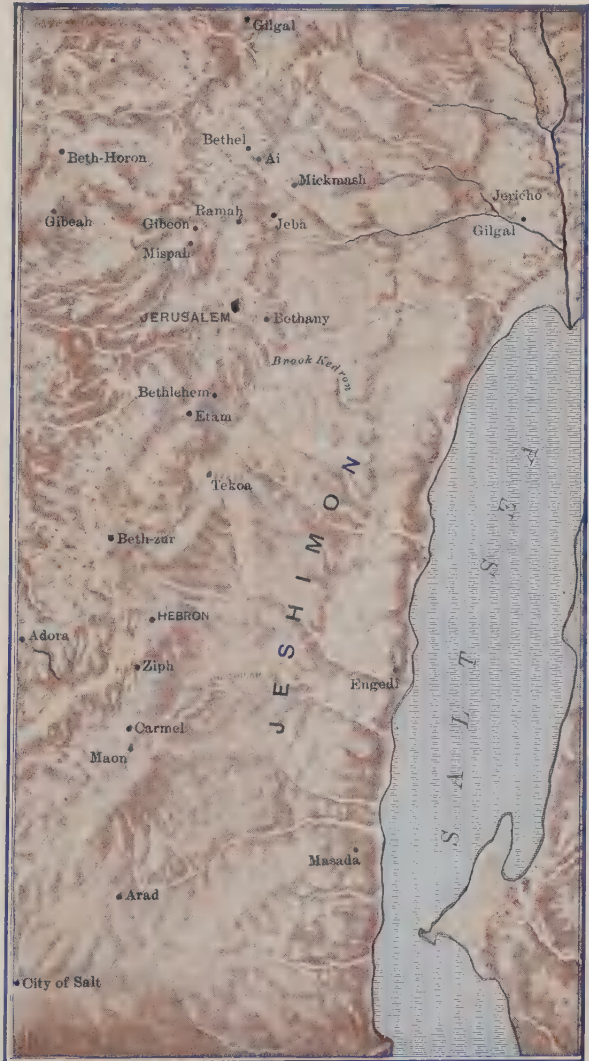 Gilgal
Bethel
Ai
Beth-Horon
Mickmash
Jericho
Gibeah
Gibeon
Ramah
Jeba
Gilgal
Mispah
JERUSALEM
Bethany
Brook Kedron
Bethlehem
Etam
Tekoa
JESHIMON
SALT SEA
Beth-zur
HEBRON
Adora
Ziph
Engedi
Carmel
Maon
Masada
Arad
City of Salt